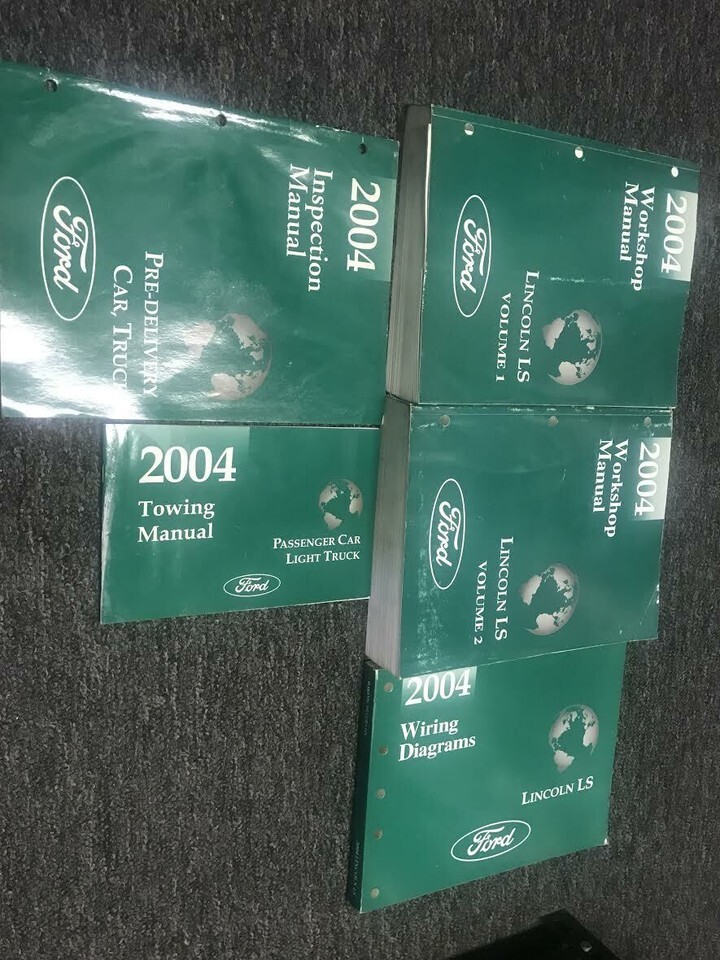 2004
Inspection
Manual
PRE-DELIVERY
CAR, TRUCK
Ford
2004
Workshop
Manual
LINCOLN LS
VOLUME 1
Ford
2004
Towing
Manual
PASSENGER CAR
LIGHT TRUCK
Ford
2004
Workshop
Manual
LINCOLN LS
VOLUME 2
Ford
2004
Wiring
Diagrams
LINCOLN LS
Ford